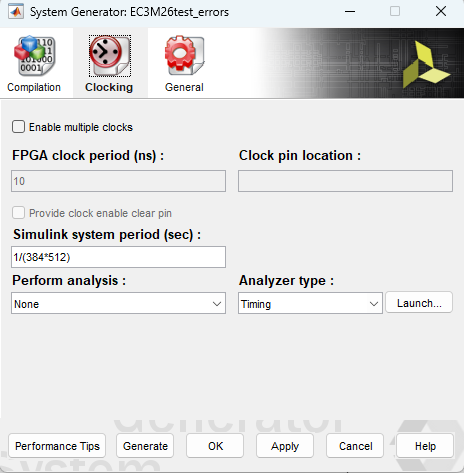 System Generator: EC3M26test_errors
Compilation
Clocking
General
Enable multiple clocks
FPGA clock period (ns) :
Clock pin location :
10
Provide clock enable clear pin
Simulink system period (sec) :
1/(384*512)
Perform analysis :
Analyzer type :
None
Timing
Launch...
Generator
System
Performance Tips
Generate
OK
Apply
Cancel
Help